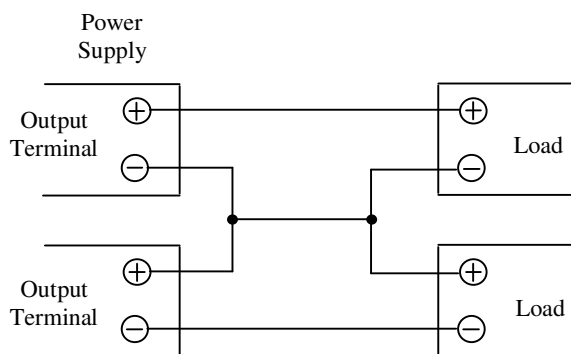 Power
Supply
Output
Terminal
+
−
+
−
Load
Output
Terminal
+
−
+
−
Load